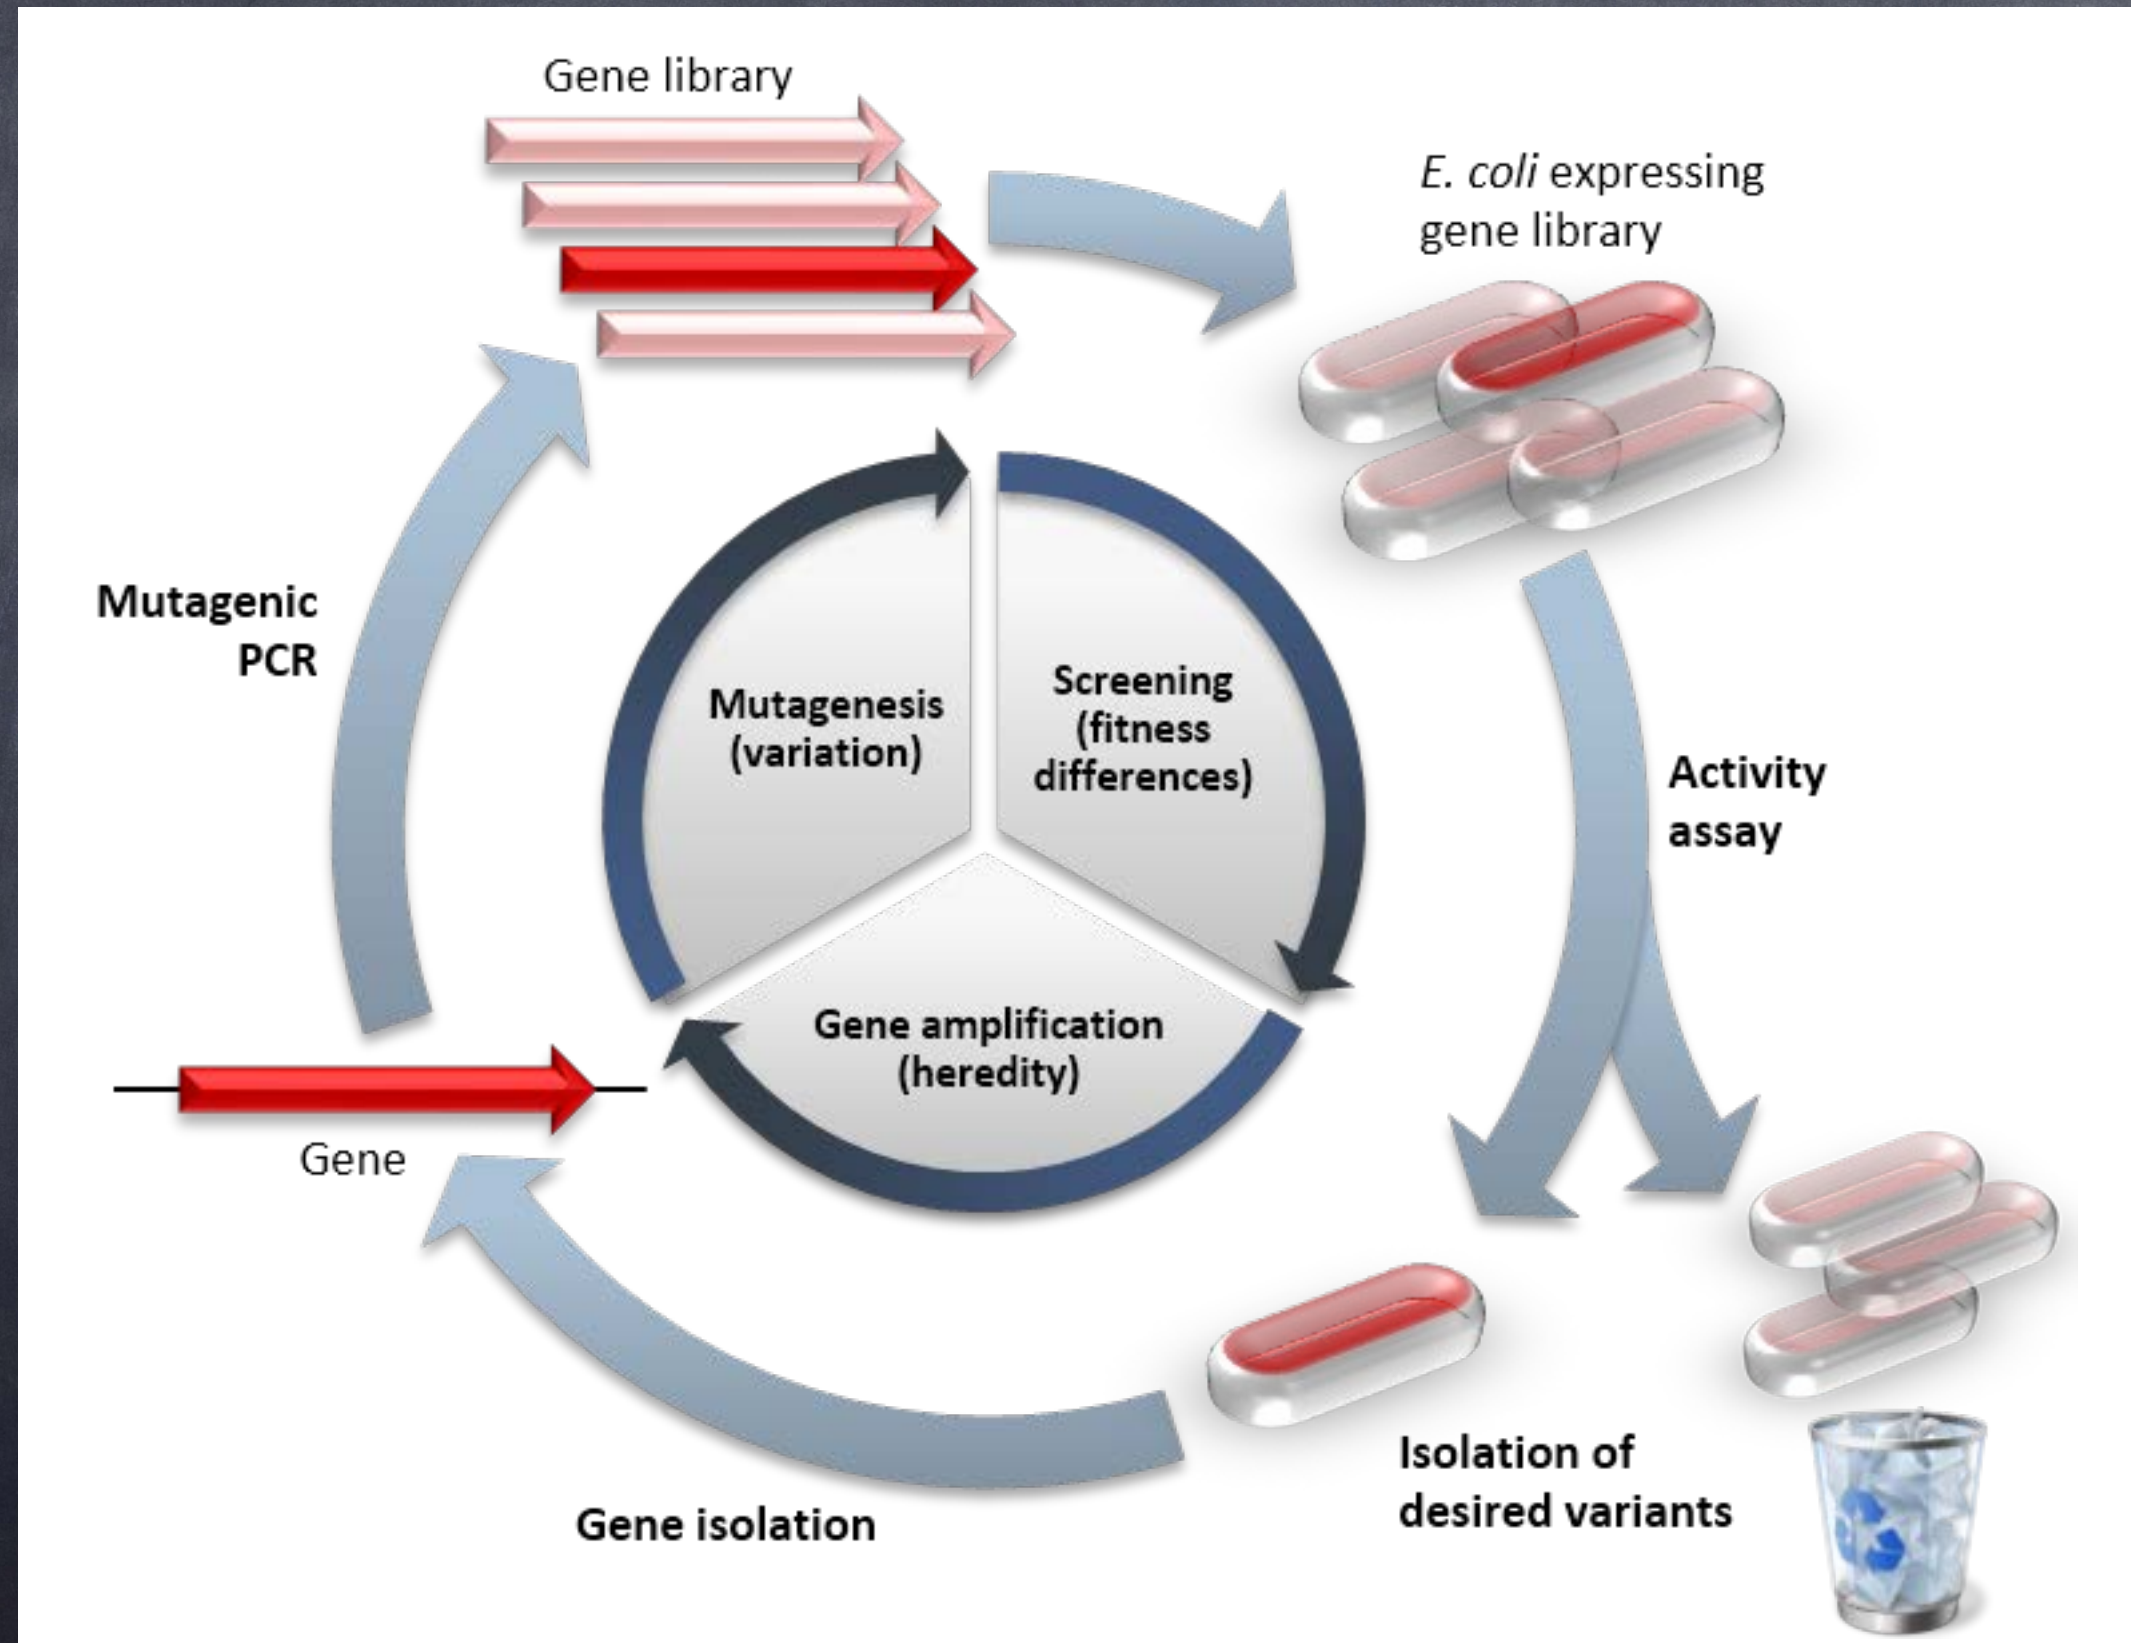 Gene library
E. coli expressing
gene library
Mutagenic
PCR
Mutagenesis
(variation)
Screening
(fitness
differences)
Activity
assay
Gene amplification
(heredity)
Gene
Isolation of
desired variants
Gene isolation